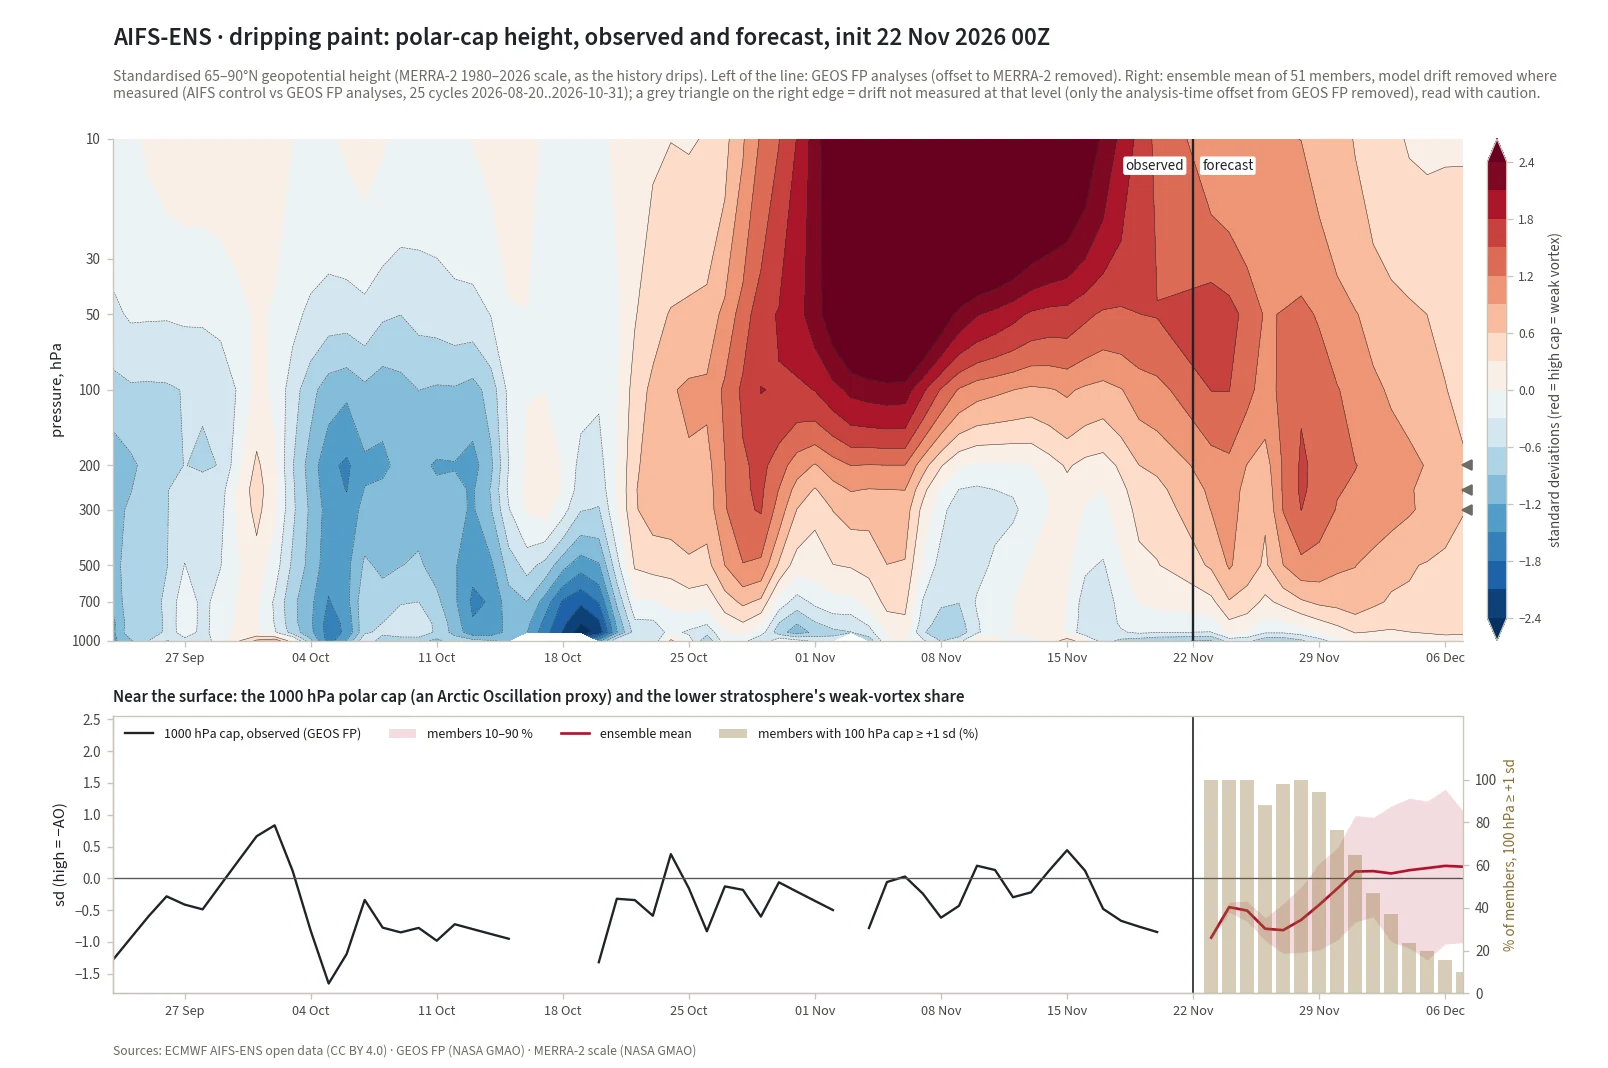 AIFS-ENS · dripping paint: polar-cap height, observed and forecast, init 22 Nov 2026 00Z
Standardised 65–90°N geopotential height (MERRA-2 1980–2026 scale, as the history drips). Left of the line: GEOS FP analyses (offset to MERRA-2 removed). Right: ensemble mean of 51 members, model drift removed where
measured (AIFS control vs GEOS FP analyses, 25 cycles 2026-08-20..2026-10-31); a grey triangle on the right edge = drift not measured at that level (only the analysis-time offset from GEOS FP removed), read with caution.
pressure, hPa
10
30
50
100
200
300
500
700
1000
observed
forecast
27 Sep
04 Oct
11 Oct
18 Oct
25 Oct
01 Nov
08 Nov
15 Nov
22 Nov
29 Nov
06 Dec
2.4
1.8
1.2
0.6
0.0
−0.6
−1.2
−1.8
−2.4
standard deviations (red = high cap = weak vortex)
Near the surface: the 1000 hPa polar cap (an Arctic Oscillation proxy) and the lower stratosphere's weak-vortex share
sd (high = −AO)
2.5
2.0
1.5
1.0
0.5
0.0
−0.5
−1.0
−1.5
1000 hPa cap, observed (GEOS FP)
members 10–90 %
ensemble mean
members with 100 hPa cap ≥ +1 sd (%)
100
80
60
40
20
0
% of members, 100 hPa ≥ +1 sd
27 Sep
04 Oct
11 Oct
18 Oct
25 Oct
01 Nov
08 Nov
15 Nov
22 Nov
29 Nov
06 Dec
Sources: ECMWF AIFS-ENS open data (CC BY 4.0) · GEOS FP (NASA GMAO) · MERRA-2 scale (NASA GMAO)